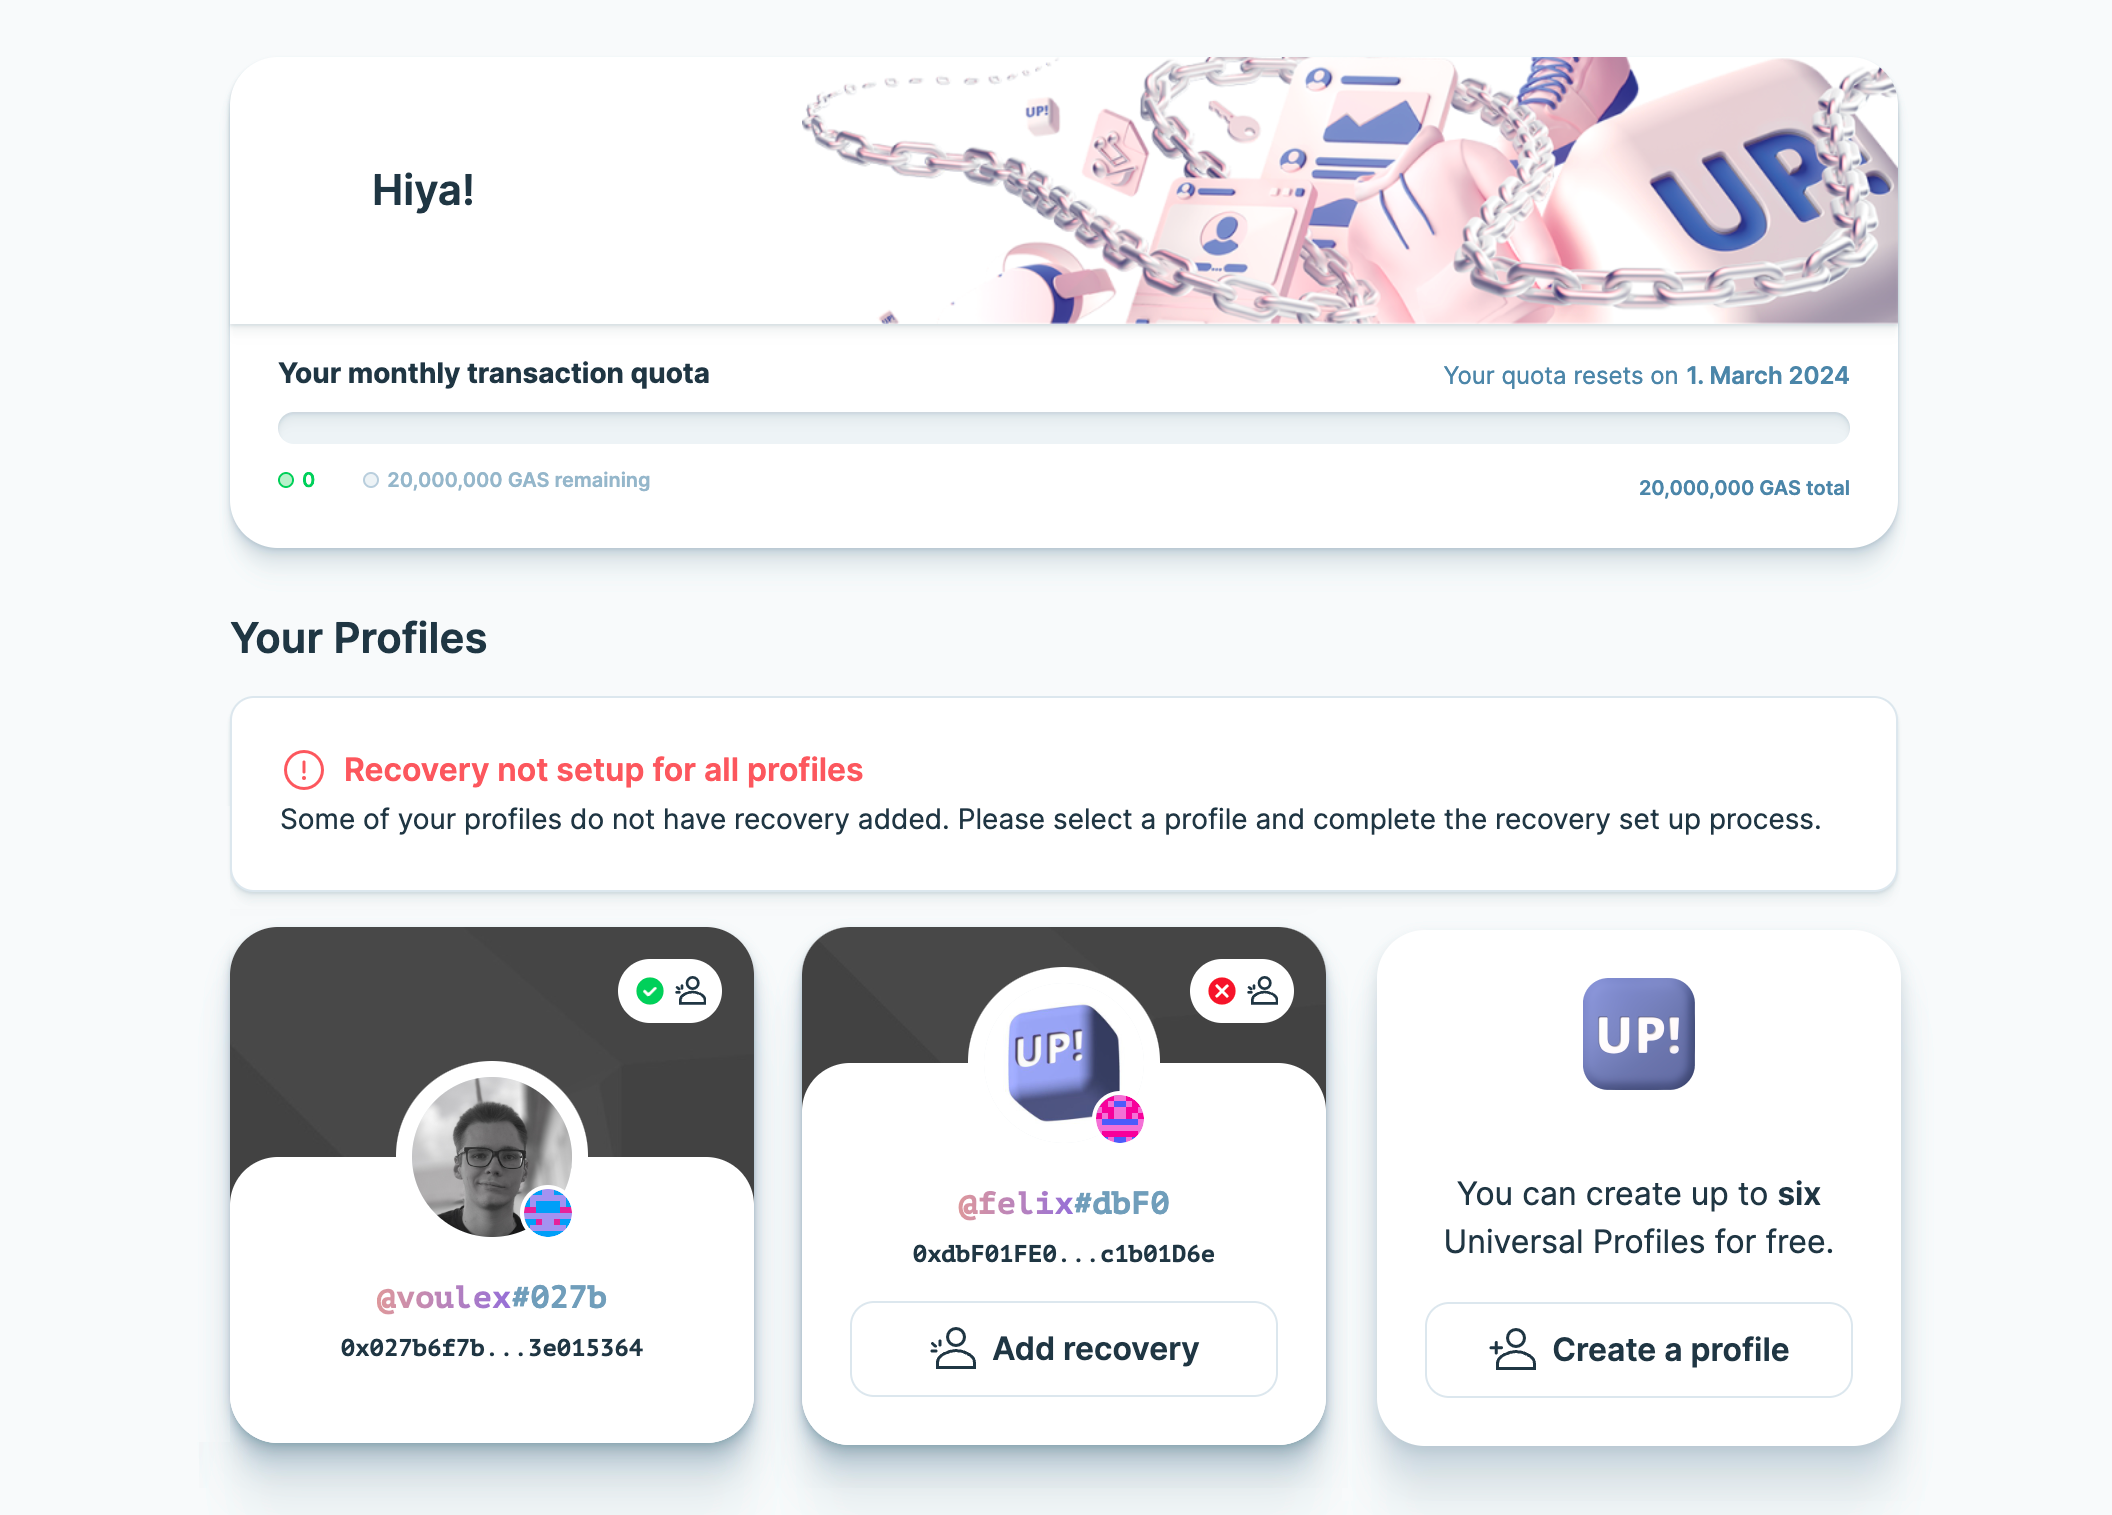 UP!
UP!
Hiya!
Your monthly transaction quota
Your quota resets on 1. March 2024
0
20,000,000 GAS remaining
20,000,000 GAS total
Your Profiles
Recovery not setup for all profiles
Some of your profiles do not have recovery added. Please select a profile and complete the recovery set up process.
@voulex#027b
0x027b6f7b...3e015364
UP!
@felix#dbF0
0xdbF01FE0...c1b01D6e
Add recovery
UP!
You can create up to six
Universal Profiles for free.
Create a profile